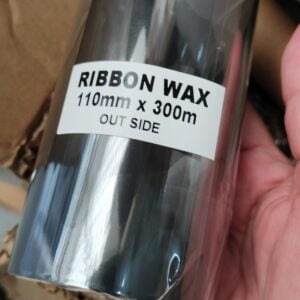 RIBBON WAX
110mm x 300m
OUT SIDE